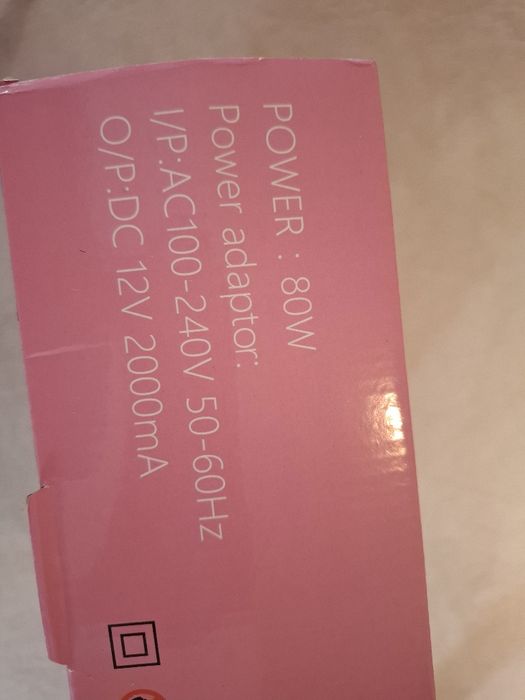 POWER : 80W
Power adaptor:
I/P:AC100-240V 50-60Hz
O/P:DC 12V 2000mA